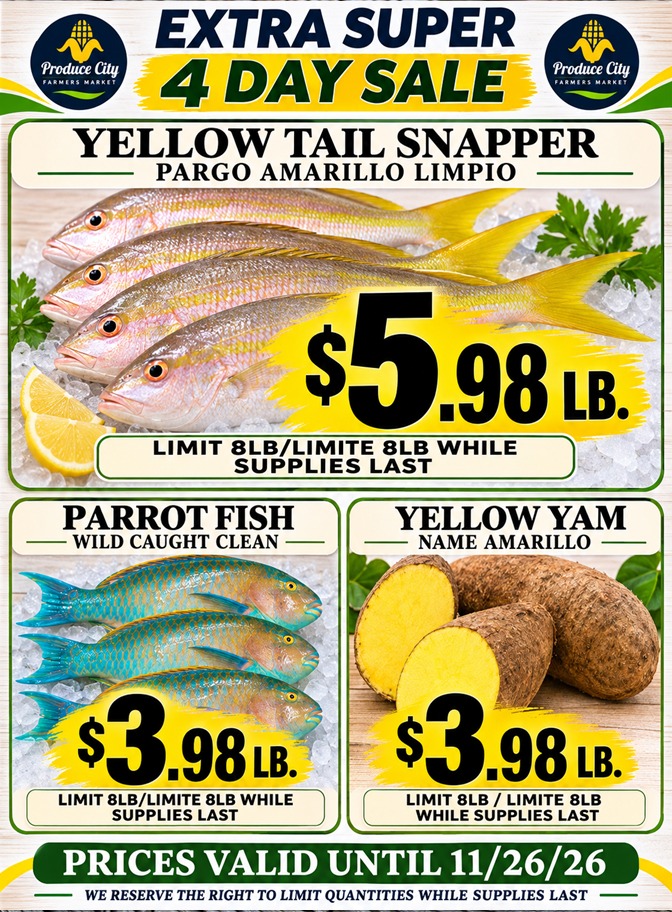 EXTRA SUPER
4 DAY SALE
Produce City
FARMERS MARKET
Produce City
FARMERS MARKET
YELLOW TAIL SNAPPER
PARGO AMARILLO LIMPIO
$5.98 LB.
LIMIT 8LB/LIMITE 8LB WHILE
SUPPLIES LAST
PARROT FISH
WILD CAUGHT CLEAN
$3.98 LB.
LIMIT 8LB/LIMITE 8LB WHILE
SUPPLIES LAST
YELLOW YAM
NAME AMARILLO
$3.98 LB.
LIMIT 8LB / LIMITE 8LB
WHILE SUPPLIES LAST
PRICES VALID UNTIL 11/26/26
WE RESERVE THE RIGHT TO LIMIT QUANTITIES WHILE SUPPLIES LAST